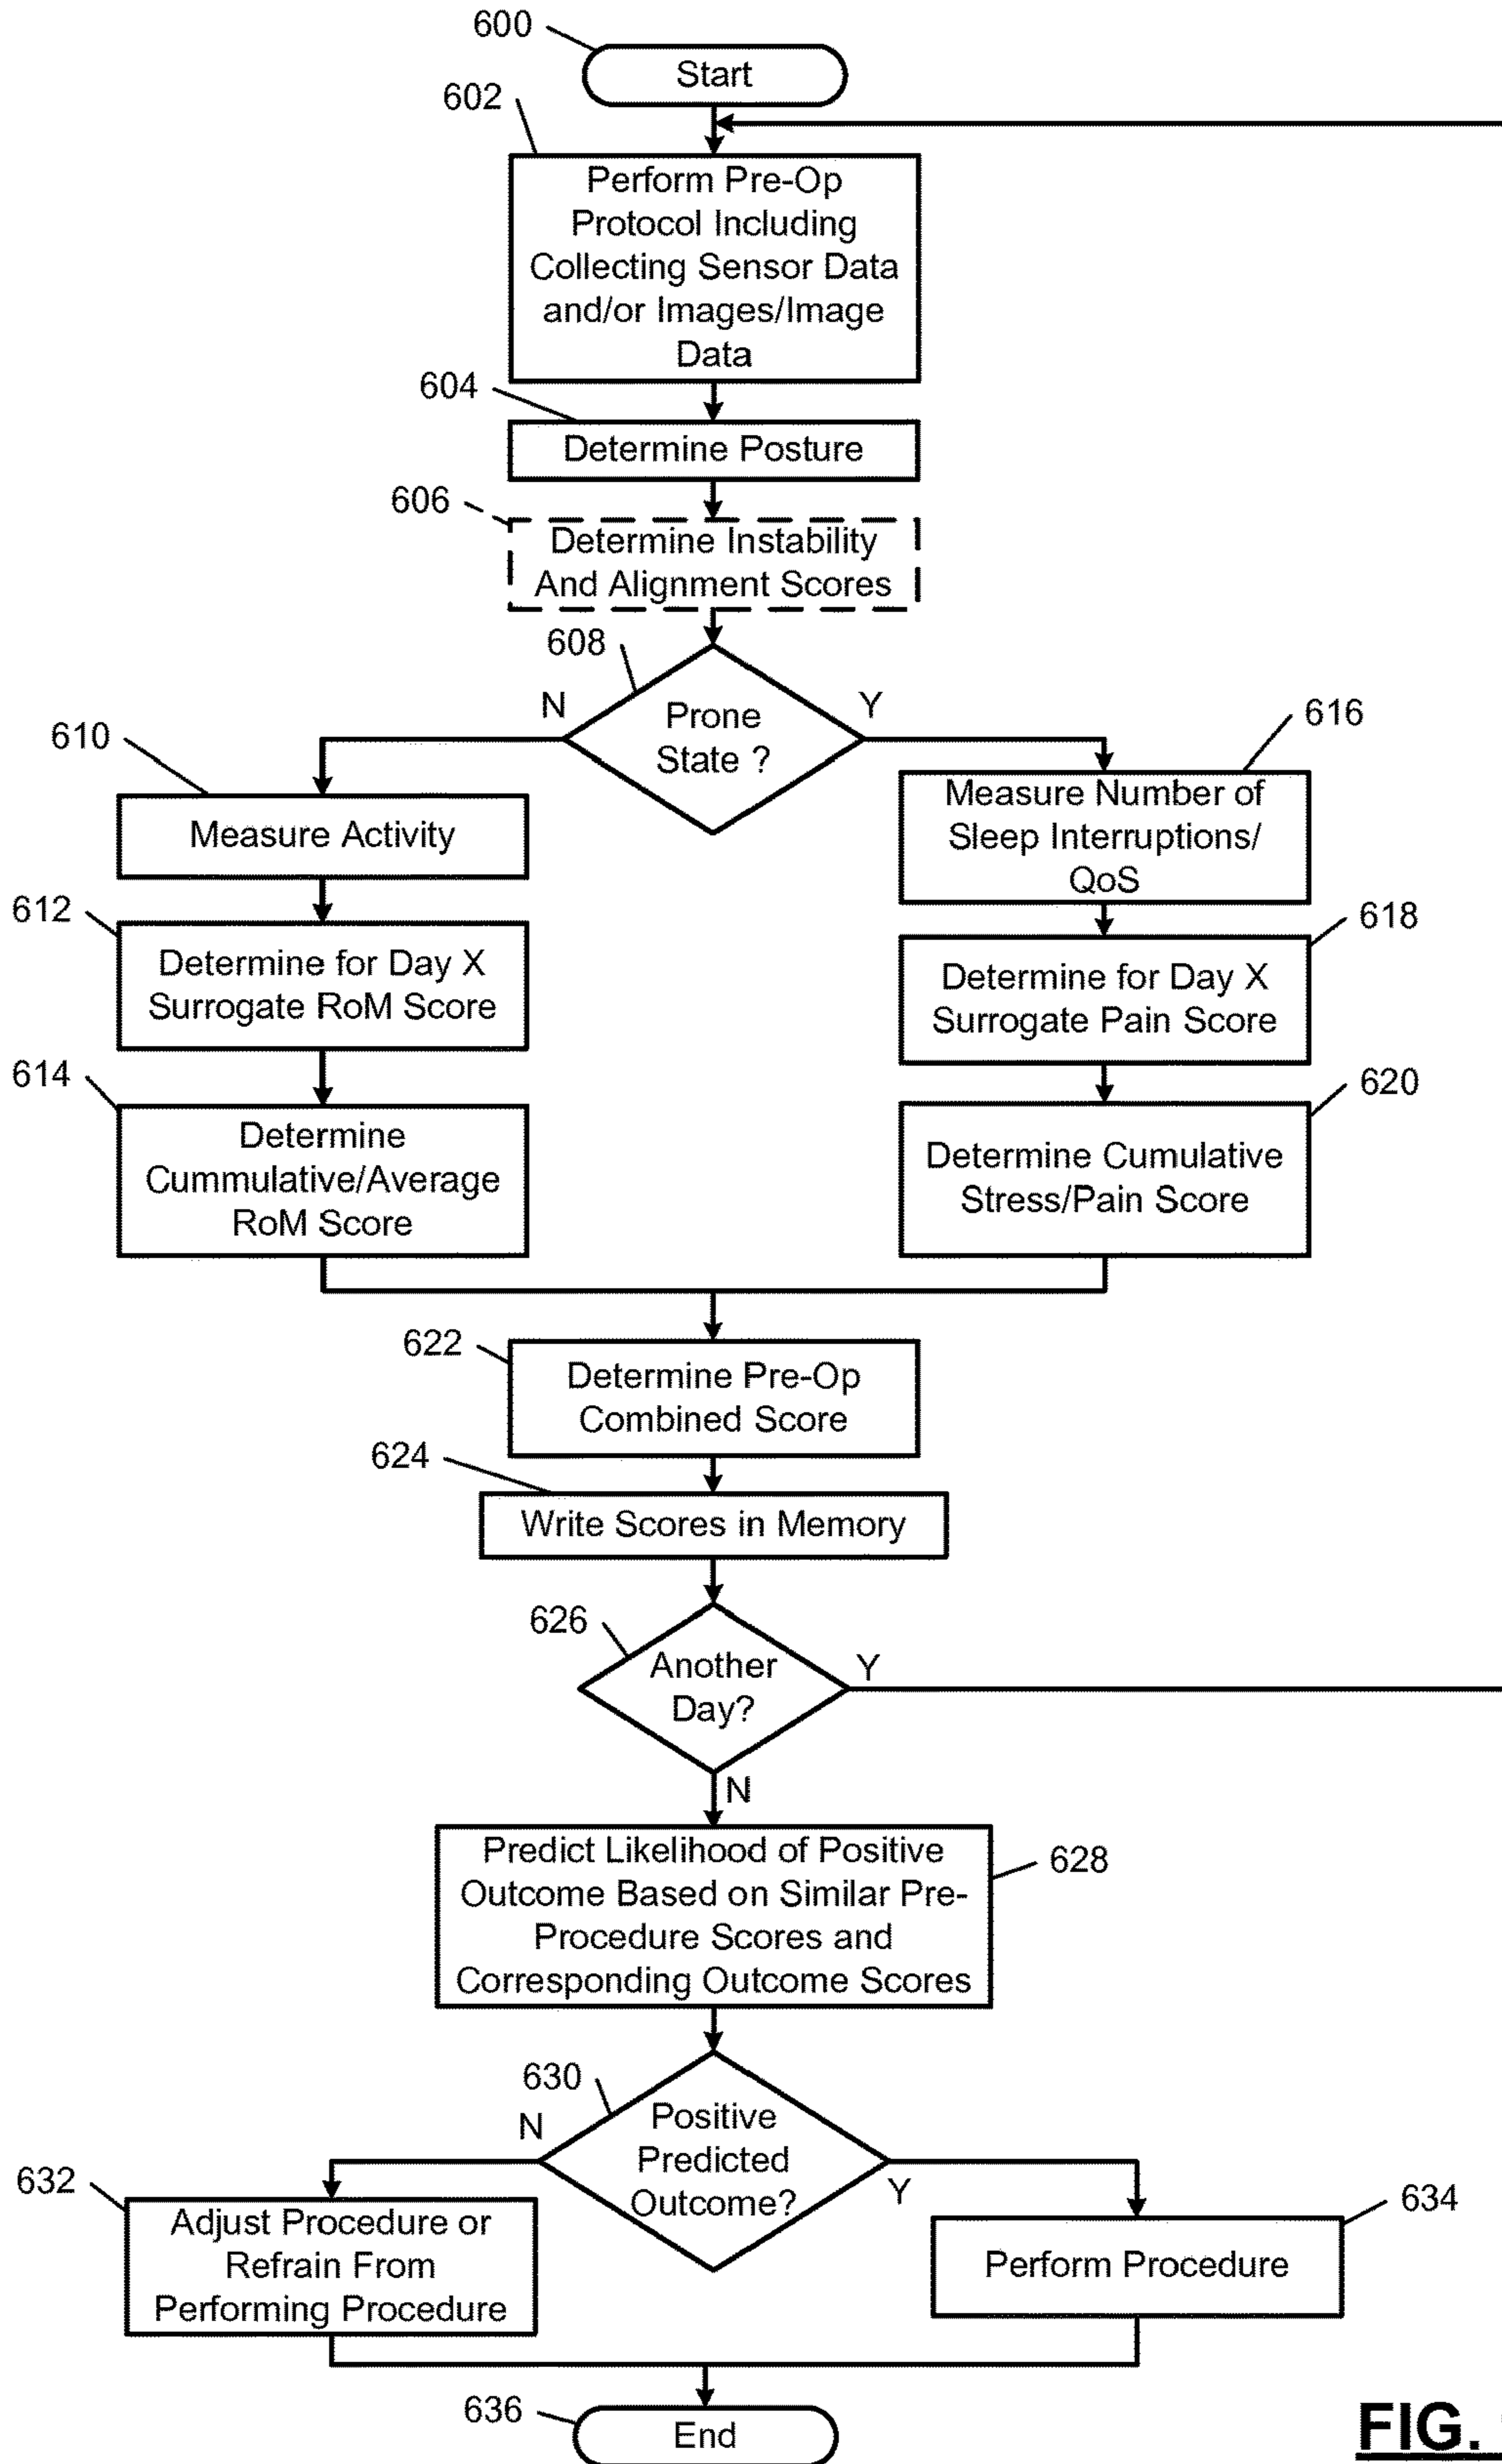 600
Start
602
Perform Pre-Op
Protocol Including
Collecting Sensor Data
and/or Images/Image
Data
604
Determine Posture
606
Determine Instability
And Alignment Scores
608
N
Prone
State ?
Y
610
Measure Activity
612
Determine for Day X
Surrogate RoM Score
614
Determine
Cummulative/Average
RoM Score
616
Measure Number of
Sleep Interruptions/
QoS
618
Determine for Day X
Surrogate Pain Score
620
Determine Cumulative
Stress/Pain Score
622
Determine Pre-Op
Combined Score
624
Write Scores in Memory
626
Another
Day?
Y
N
Predict Likelihood of Positive
Outcome Based on Similar Pre-
Procedure Scores and
Corresponding Outcome Scores
628
630
N
Positive
Predicted
Outcome?
Y
632
Adjust Procedure or
Refrain From
Performing Procedure
634
Perform Procedure
636
End
FIG.